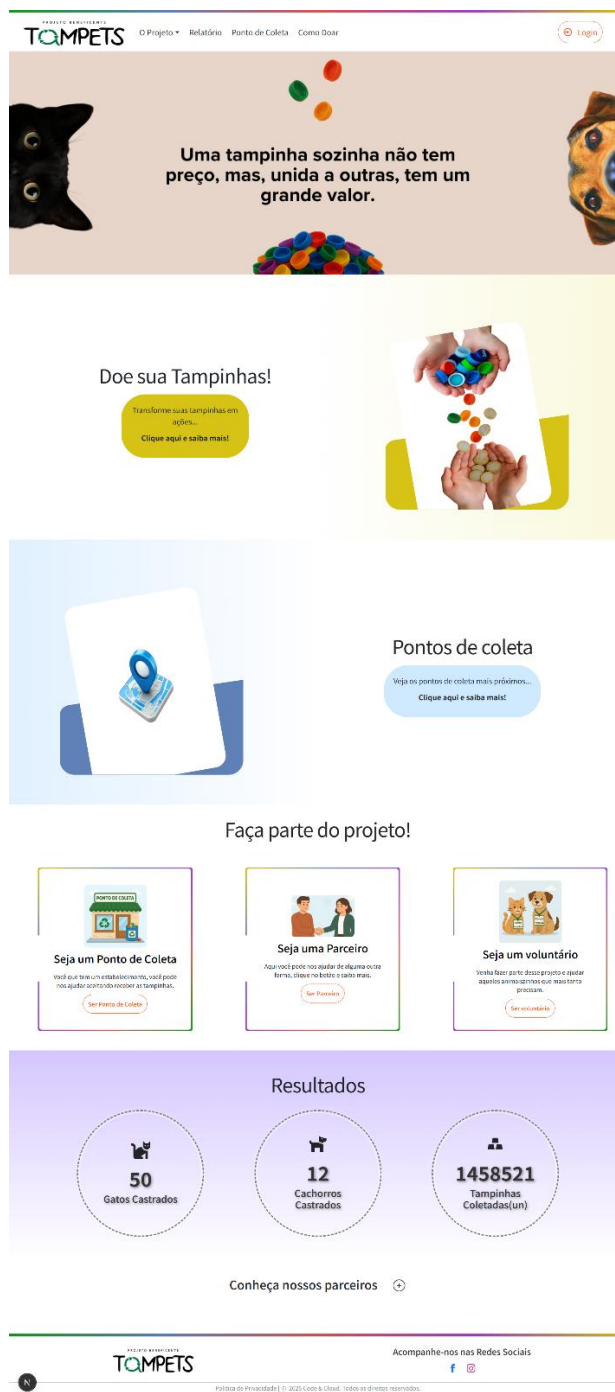 PROJETO BENEFICENTE
TAMPETS
O Projeto
Relatório
Ponto de Coleta
Como Doar
Login
Uma tampinha sozinha não tem
preço, mas, unida a outras, tem um
grande valor.
Doe sua Tampinhas!
Transforme suas tampinhas em
ações...
Clique aqui e saiba mais!
Pontos de coleta
Veja os pontos de coleta mais próximos...
Clique aqui e saiba mais!
Faça parte do projeto!
PONTO DE COLETA
Seja um Ponto de Coleta
Você que tem um estabelecimento, você pode
nos ajudar aceitando receber as tampinhas.
Ser Ponto de Coleta
Seja uma Parceiro
Aqui você pode nos ajudar de alguma outra
forma, clique no botão e saiba mais.
Ser Parceiro
Seja um voluntário
Venha fazer parte desse projeto e ajudar
aqueles animaiszinhos que mais tanto
precisam.
Ser voluntário
Resultados
50
Gatos Castrados
12
Cachorros
Castrados
1458521
Tampinhas
Coletadas(un)
Conheça nossos parceiros
PROJETO BENEFICENTE
TAMPETS
Acompanhe-nos nas Redes Sociais
N
Política de Privacidade | © 2025 Code & Cloud. Todos os direitos reservados.